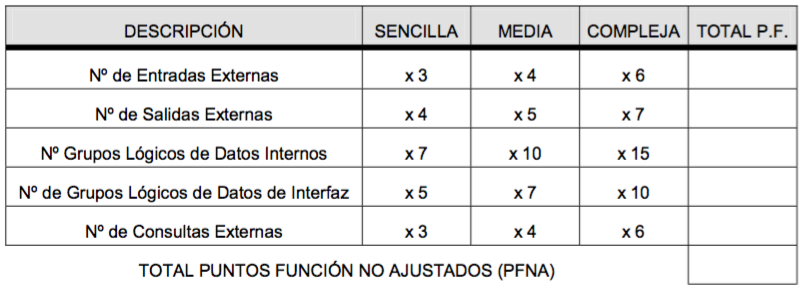 DESCRIPCIÓN SENCILLA MEDIA COMPLEJA TOTAL P.F.
Nº de Entradas Externas x 3 x 4 x 6
Nº de Salidas Externas x 4 x 5 x 7
Nº Grupos Lógicos de Datos Internos x 7 x 10 x 15
Nº de Grupos Lógicos de Datos de Interfaz x 5 x 7 x 10
Nº de Consultas Externas x 3 x 4 x 6
TOTAL PUNTOS FUNCIÓN NO AJUSTADOS (PFNA)